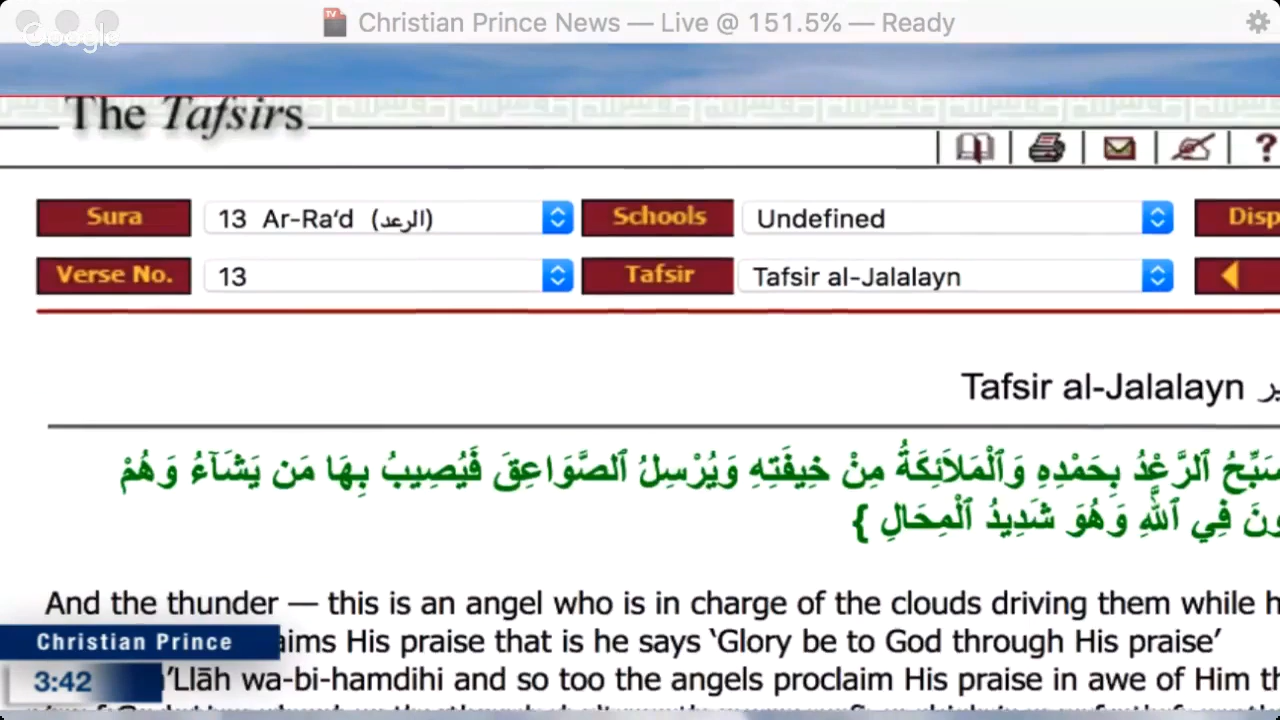 Christian Prince News — Live @ 151.5% — Ready
Google
The Tafsirs
Sura 13 Ar-Ra‘d (الرعد) Schools Undefined Disp
Verse No. 13 Tafsir Tafsir al-Jalalayn
Tafsir al-Jalalayn
سَبِّحُ ٱلرَّعْدُ بِحَمْدِهِ وَٱلْمَلاَئِكَةُ مِنْ خِيفَتِهِ وَيُرْسِلُ ٱلصَّوَاعِقَ فَيُصِيبُ بِهَا مَن يَشَآءُ وَهُمْ
ونَ فِي ٱللَّهِ وَهُوَ شَدِيدُ ٱلْمِحَالِ }
And the thunder — this is an angel who is in charge of the clouds driving them while h
aims His praise that is he says ‘Glory be to God through His praise’
’Llāh wa-bi-hamdihi and so too the angels proclaim His praise in awe of Him th
Christian Prince
3:42